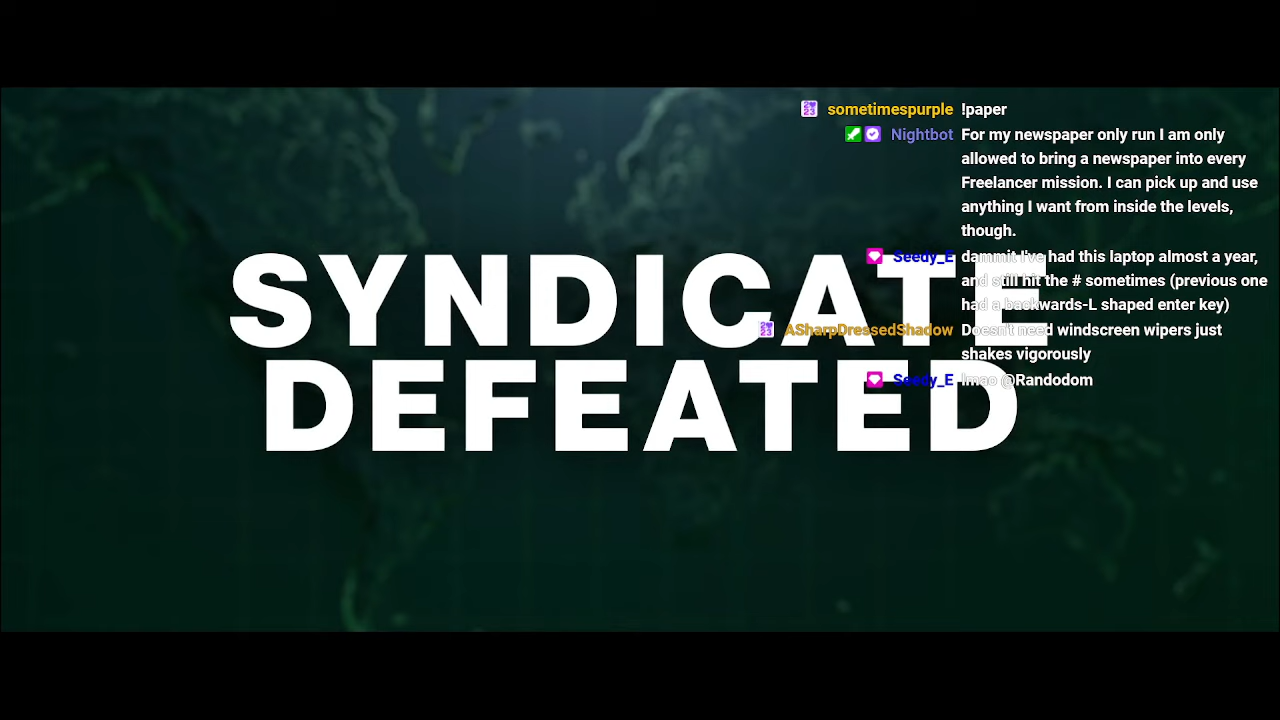 sometimespurple !paper
Nightbot For my newspaper only run I am only
allowed to bring a newspaper into every
Freelancer mission. I can pick up and use
anything I want from inside the levels,
though.
Seedy_E dammit I've had this laptop almost a year,
and still hit the # sometimes (previous one
had a backwards-L shaped enter key)
ASharpDressedShadow Doesn't need windscreen wipers just
shakes vigorously
Seedy_E lmao @Randodom
SYNDICATE
DEFEATED